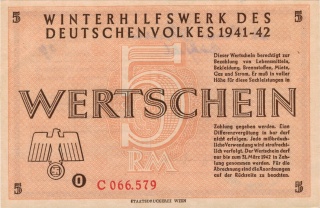 5 WINTERHILFSWERK DES 5
DEUTSCHEN VOLKES 1941-42
Dieser Wertschein berechtigt zur
Bezahlung von Lebensmitteln,
Bekleidung, Brennstoffen, Miete,
Gas und Strom. Er muß in voller
Höhe für diese Sachleistungen in
WERTSCHEIN
5
RM
Zahlung gegeben werden. Eine
Differenzvergütung in bar darf
nicht erfolgen. Jede mißbräuch-
liche Verwendung wird strafrecht-
lich verfolgt. Der Wertschein darf
nur bis zum 31. März 1942 in Zah-
lung genommen werden. Für die
Abrechnung sind die Anordnungen
auf der Rückseite zu beachten.
O C 066.579
5 5
STAATSDRUCKEREI WIEN